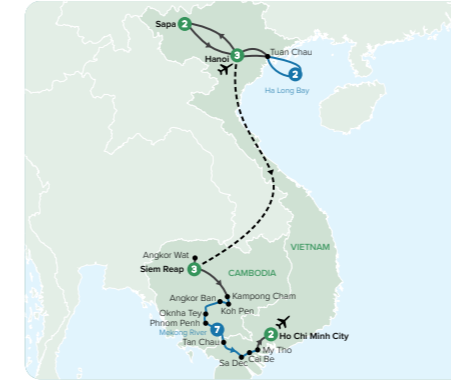 Sapa 2
Hanoi 3
Tuan Chau
2
Ha Long Bay
Angkor Wat
Siem Reap 3
VIETNAM
CAMBODIA
Angkor Ban
Kampong Cham
Koh Pen
Oknha Tey
Phnom Penh
Mekong River 7
Tan Chau
2 Ho Chi Minh City
My Tho
Cai Be
Sa Dec